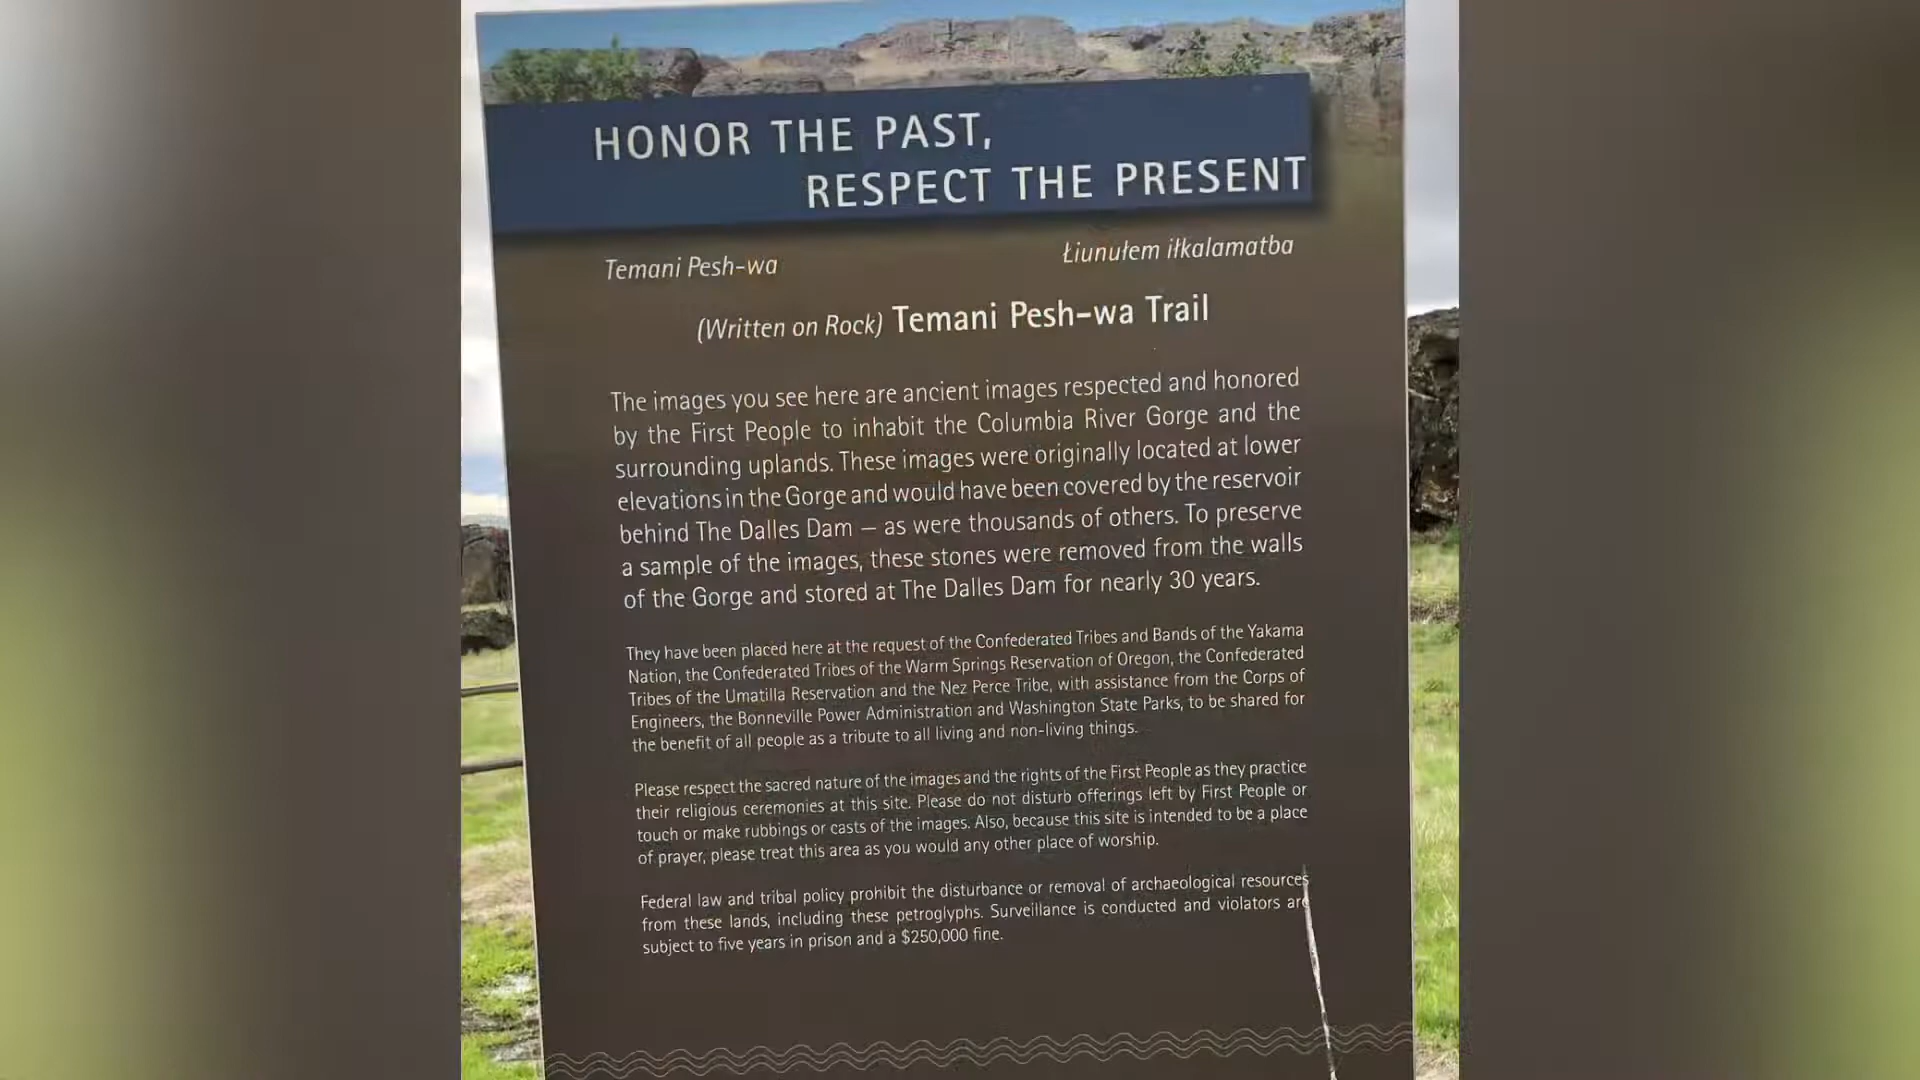 HONOR THE PAST,
RESPECT THE PRESENT
Temani Pesh-wa
Łiunułem iłkalamatba
(Written on Rock) Temani Pesh-wa Trail
The images you see here are ancient images respected and honored
by the First People to inhabit the Columbia River Gorge and the
surrounding uplands. These images were originally located at lower
elevations in the Gorge and would have been covered by the reservoir
behind The Dalles Dam – as were thousands of others. To preserve
a sample of the images, these stones were removed from the walls
of the Gorge and stored at The Dalles Dam for nearly 30 years.
They have been placed here at the request of the Confederated Tribes and Bands of the Yakama
Nation, the Confederated Tribes of the Warm Springs Reservation of Oregon, the Confederated
Tribes of the Umatilla Reservation and the Nez Perce Tribe, with assistance from the Corps of
Engineers, the Bonneville Power Administration and Washington State Parks, to be shared for
the benefit of all people as a tribute to all living and non-living things.
Please respect the sacred nature of the images and the rights of the First People as they practice
their religious ceremonies at this site. Please do not disturb offerings left by First People or
touch or make rubbings or casts of the images. Also, because this site is intended to be a place
of prayer, please treat this area as you would any other place of worship.
Federal law and tribal policy prohibit the disturbance or removal of archaeological resources
from these lands, including these petroglyphs. Surveillance is conducted and violators are
subject to five years in prison and a $250,000 fine.